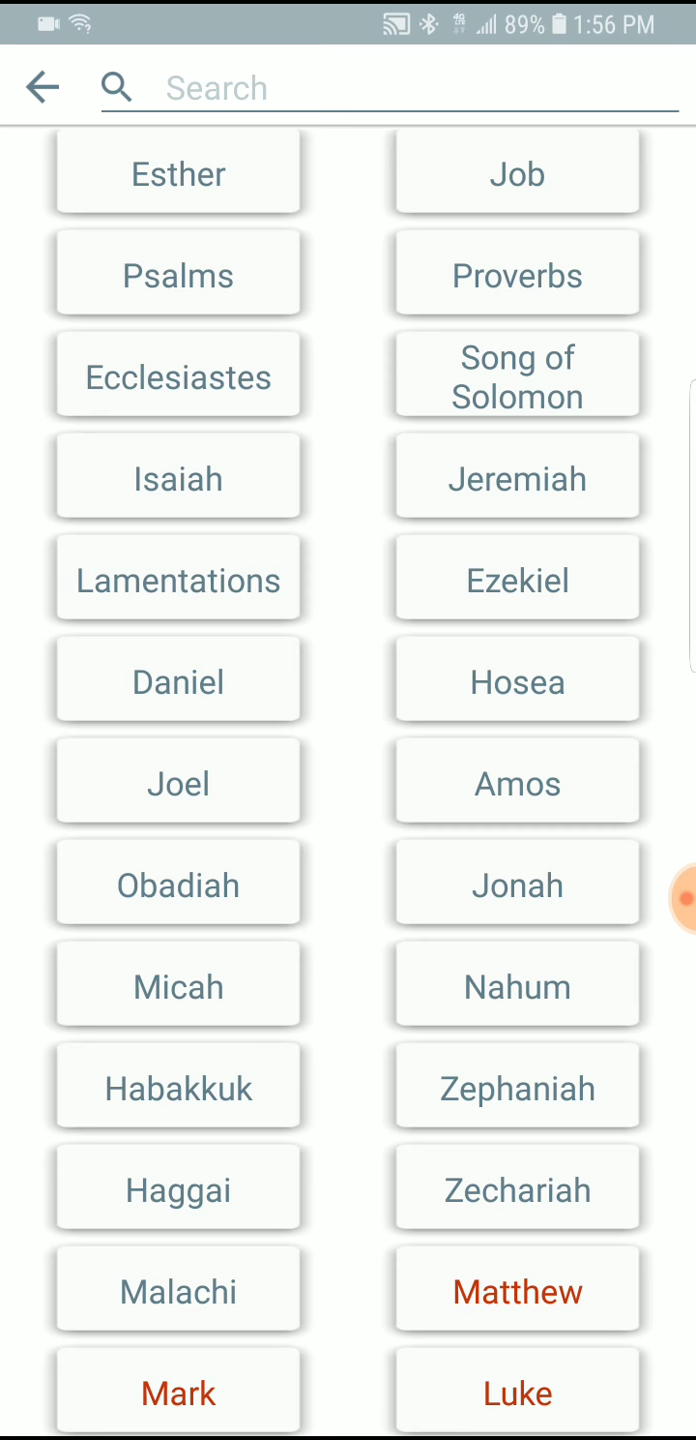 89% 1:56 PM
Search
Esther
Job
Psalms
Proverbs
Ecclesiastes
Song of
Solomon
Isaiah
Jeremiah
Lamentations
Ezekiel
Daniel
Hosea
Joel
Amos
Obadiah
Jonah
Micah
Nahum
Habakkuk
Zephaniah
Haggai
Zechariah
Malachi
Matthew
Mark
Luke